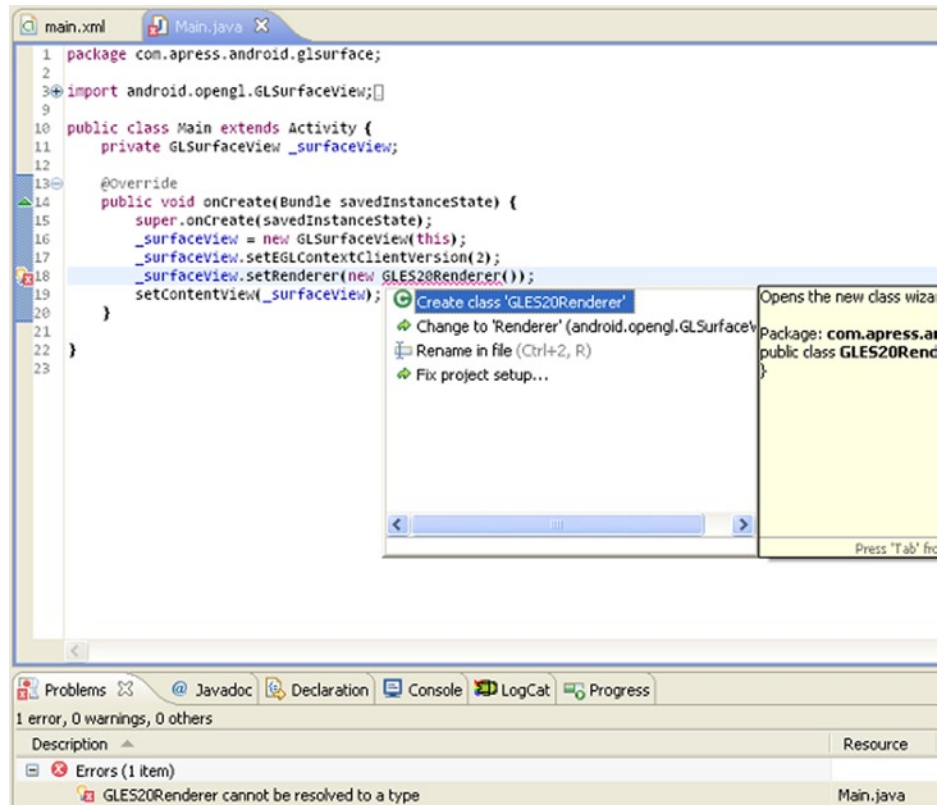 main.xml
Main.java
1 package com.apress.android.glsurface;
2
3 import android.opengl.GLSurfaceView;
9
10 public class Main extends Activity {
11 private GLSurfaceView _surfaceView;
12
13 @Override
14 public void onCreate(Bundle savedInstanceState) {
15 super.onCreate(savedInstanceState);
16 _surfaceView = new GLSurfaceView(this);
17 _surfaceView.setEGLContextClientVersion(2);
18 _surfaceView.setRenderer(new GLES20Renderer());
19 setContentView(_surfaceView);
20 }
21
22 }
23
Create class 'GLES20Renderer'
Change to 'Renderer' (android.opengl.GLSurfaceV
Rename in file (Ctrl+2, R)
Fix project setup...
Opens the new class wizar
Package: com.apress.an
public class GLES20Rend
}
Press 'Tab' fro
Problems Javadoc Declaration Console LogCat Progress
1 error, 0 warnings, 0 others
Description Resource
Errors (1 item)
GLES20Renderer cannot be resolved to a type Main.java